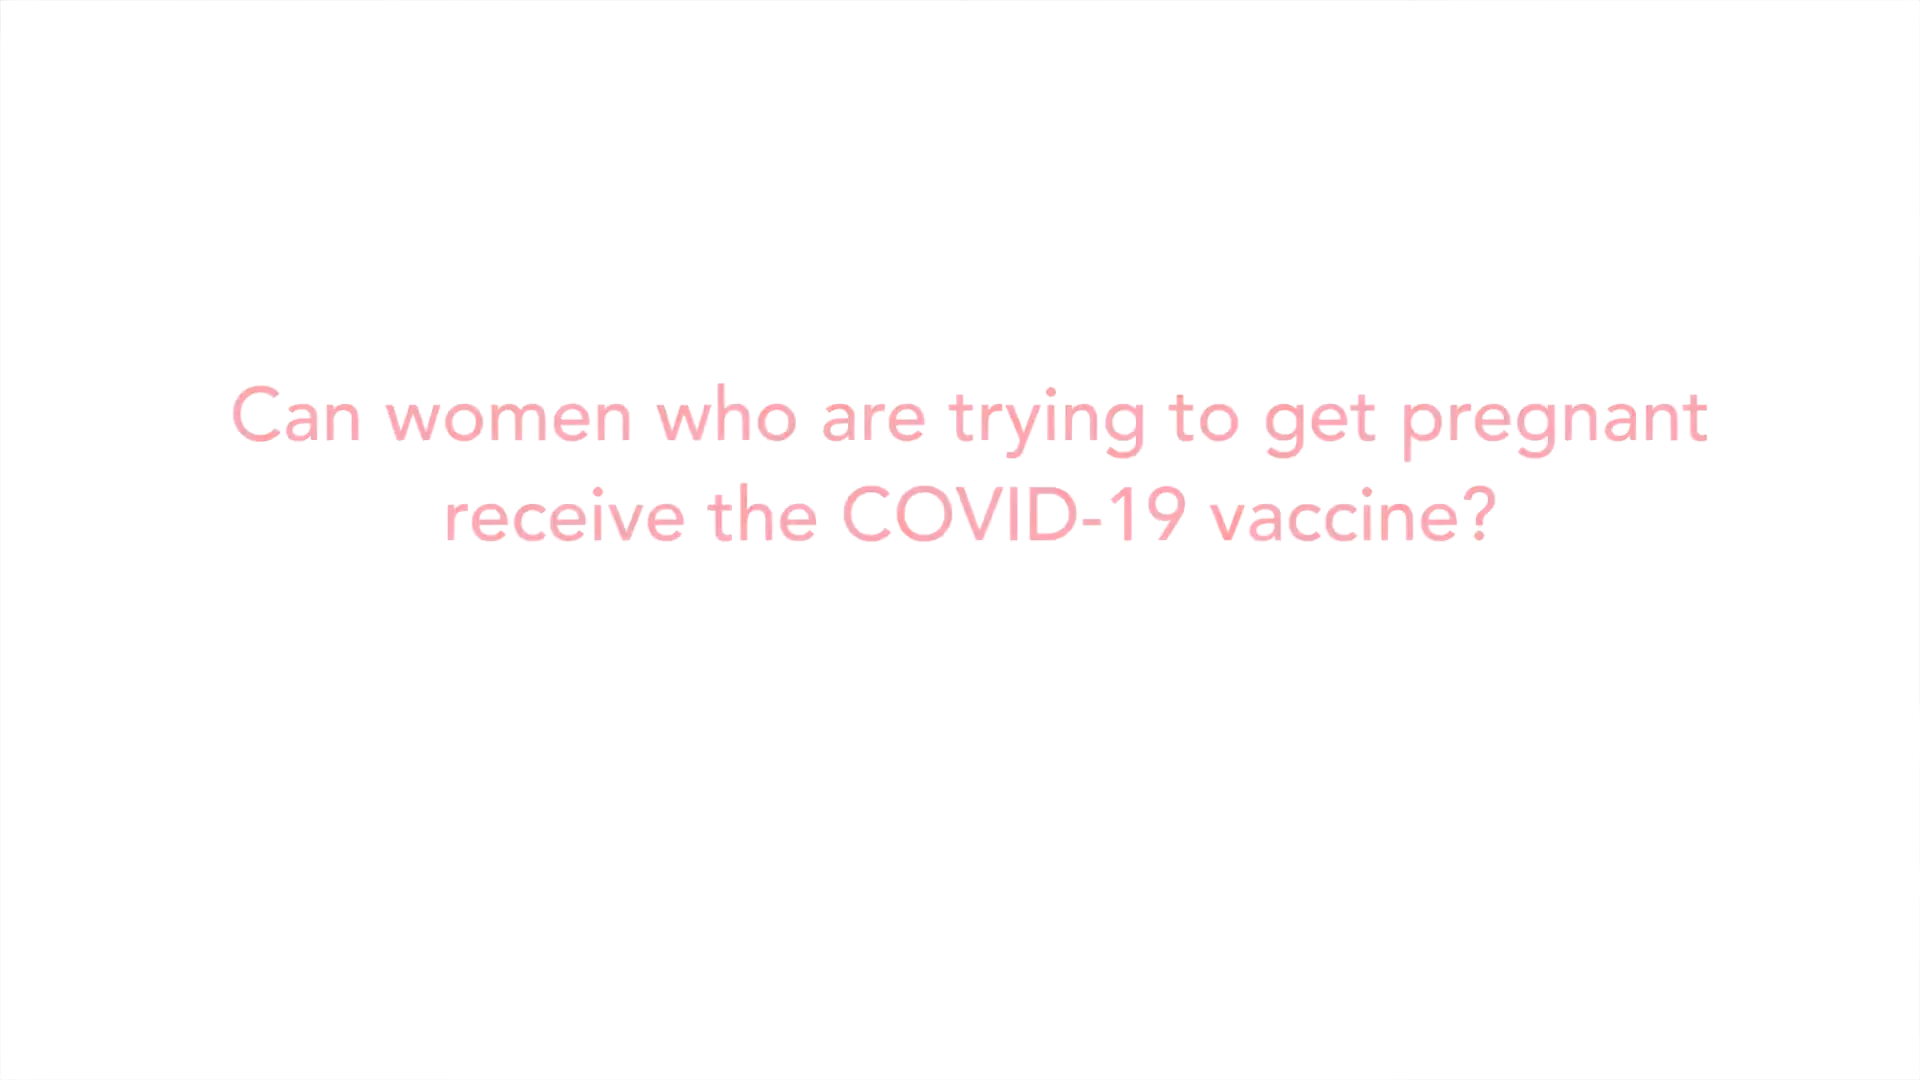 Can women who are trying to get pregnant
receive the COVID-19 vaccine?